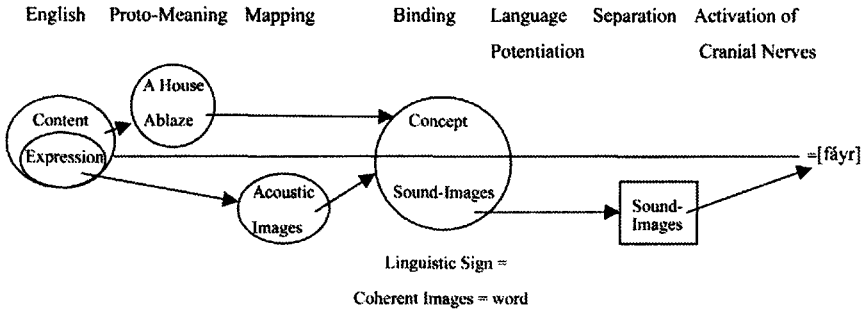 English Proto-Meaning Mapping Binding Language Separation Activation of
Potentiation Cranial Nerves
A House
Ablaze
Content
Expression
Concept
=[fáyr]
Acoustic
Images
Sound-Images
Sound-
Images
Linguistic Sign =
Coherent Images = word